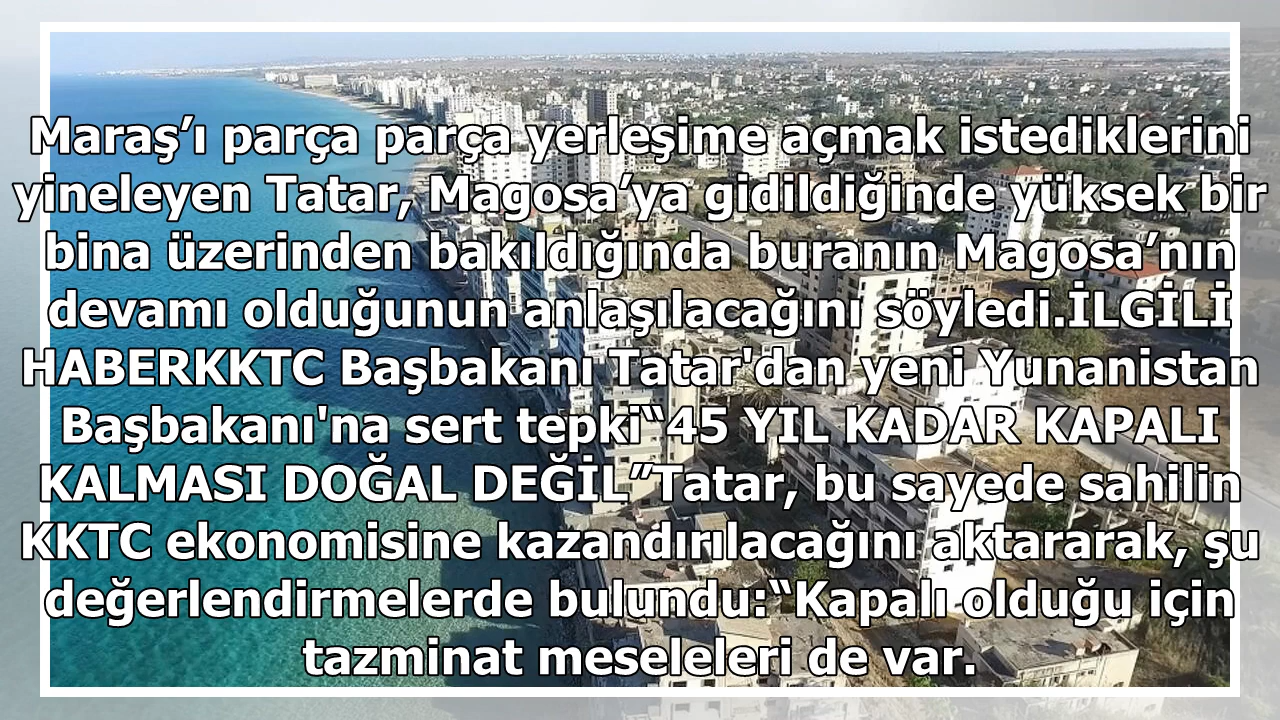 Maraş’ı parça parça yerleşime açmak istediklerini
yineleyen Tatar, Magosa’ya gidildiğinde yüksek bir
bina üzerinden bakıldığında buranın Magosa’nın
devamı olduğunun anlaşılacağını söyledi.İLGİLİ
HABERKKTC Başbakanı Tatar'dan yeni Yunanistan
Başbakanı'na sert tepki“45 YIL KADAR KAPALI
KALMASI DOĞAL DEĞİL”Tatar, bu sayede sahilin
KKTC ekonomisine kazandırılacağını aktararak, şu
değerlendirmelerde bulundu:“Kapalı olduğu için
tazminat meseleleri de var.